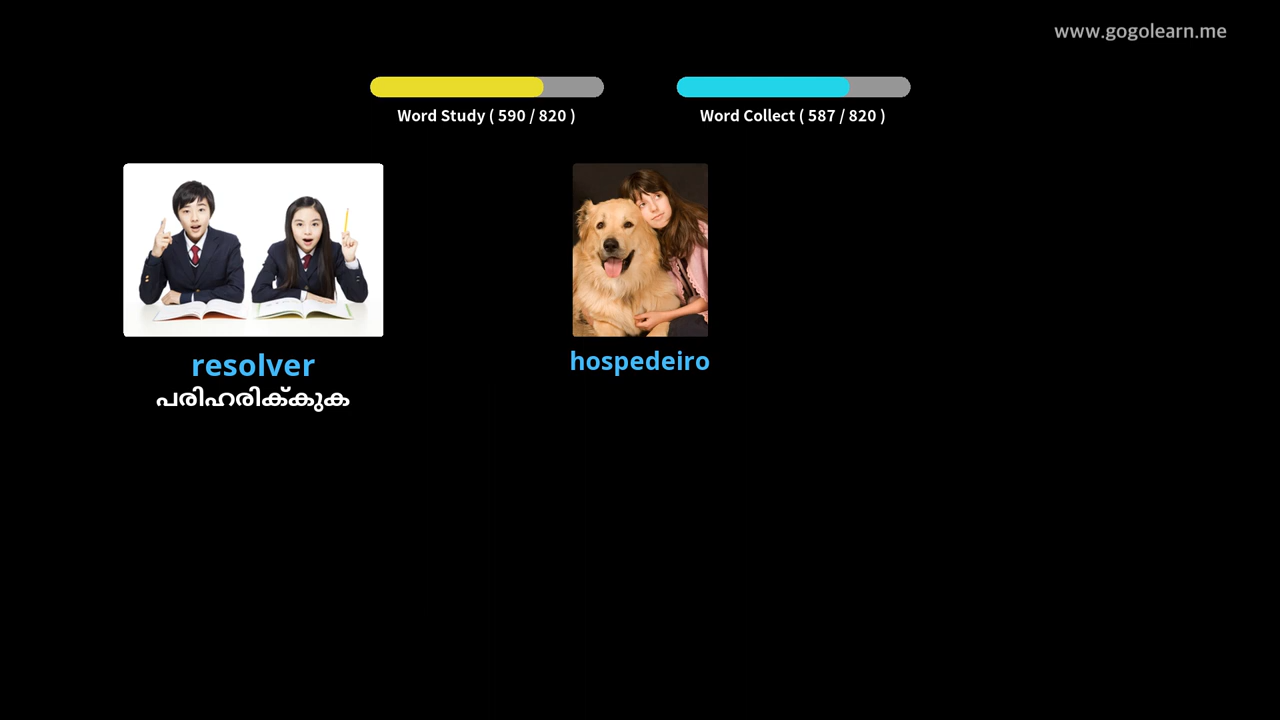 www.gogolearn.me
Word Study ( 590 / 820 )
Word Collect ( 587 / 820 )
resolver
പരിഹരിക്കുക
hospedeiro